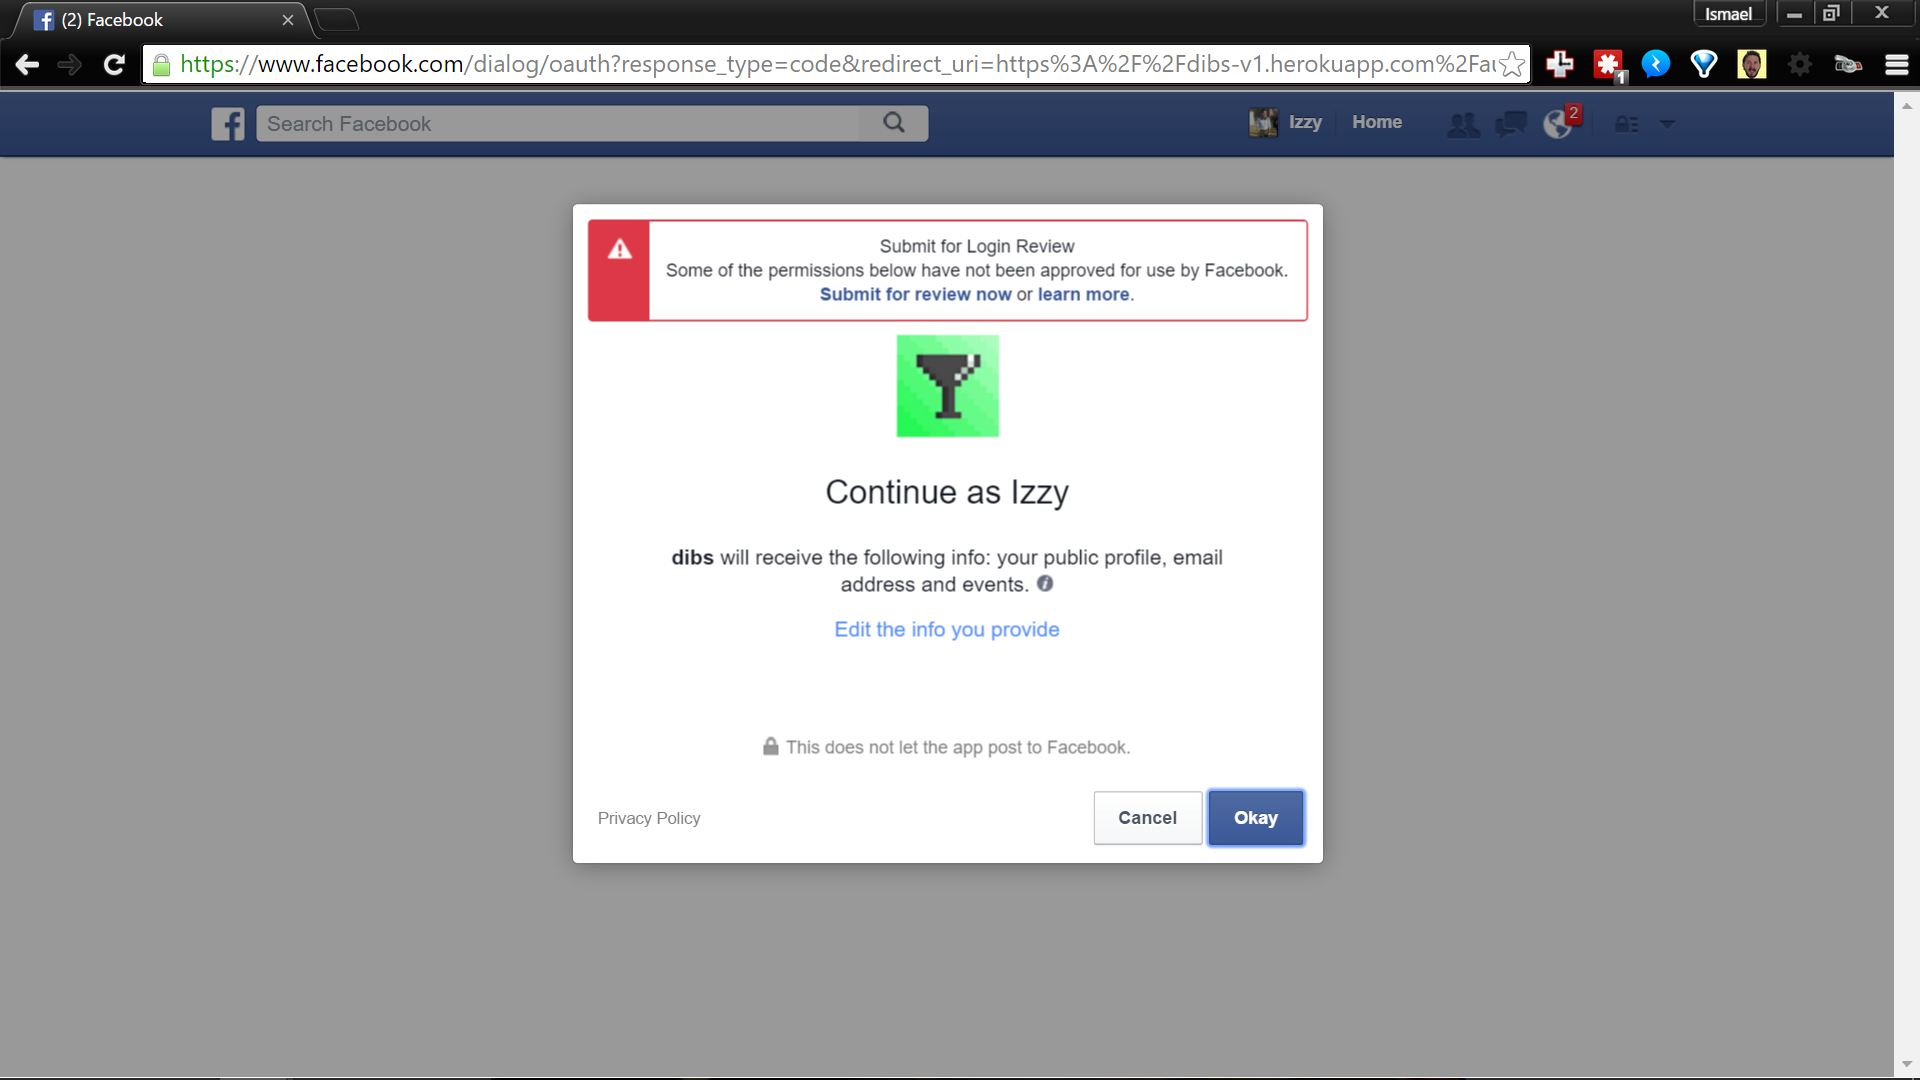 (2) Facebook
Ismael
https://www.facebook.com/dialog/oauth?response_type=code&redirect_uri=https%3A%2F%2Fdibs-v1.herokuapp.com%2Fau
1
Search Facebook
Izzy
Home
2
Submit for Login Review
Some of the permissions below have not been approved for use by Facebook.
Submit for review now or learn more.
Continue as Izzy
dibs will receive the following info: your public profile, email
address and events.
Edit the info you provide
This does not let the app post to Facebook.
Privacy Policy
Cancel
Okay